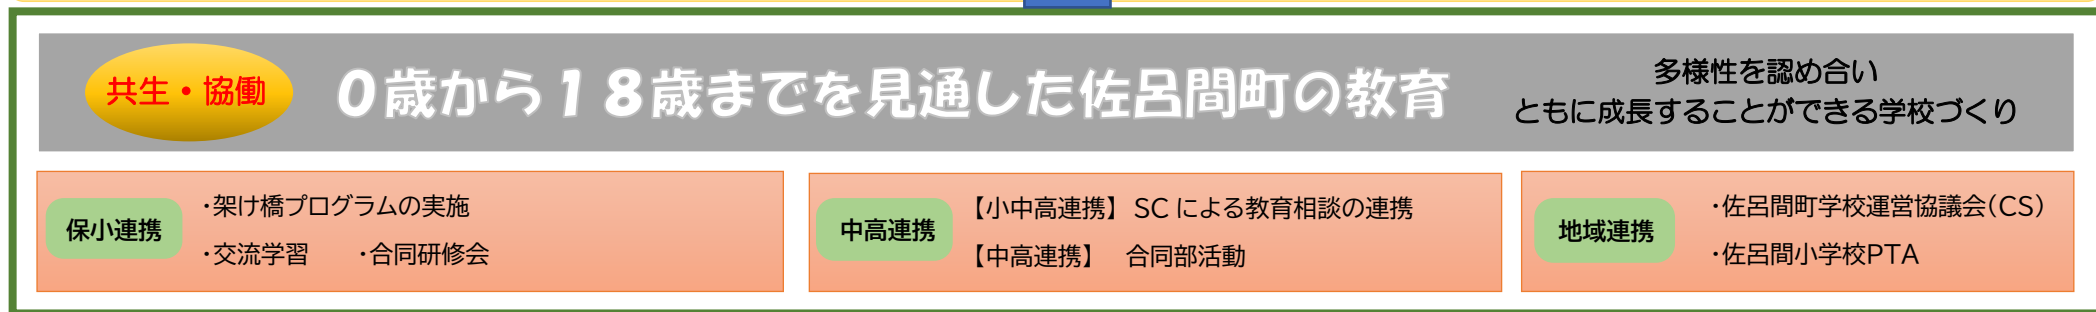 共生・協働
０歳から１８歳までを見通した佐呂間町の教育
多様性を認め合い
ともに成長することができる学校づくり
保小連携
・架け橋プログラムの実施
・交流学習　　・合同研修会
中高連携
【小中高連携】 SC による教育相談の連携
【中高連携】　合同部活動
地域連携
・佐呂間町学校運営協議会（CS）
・佐呂間小学校PTA